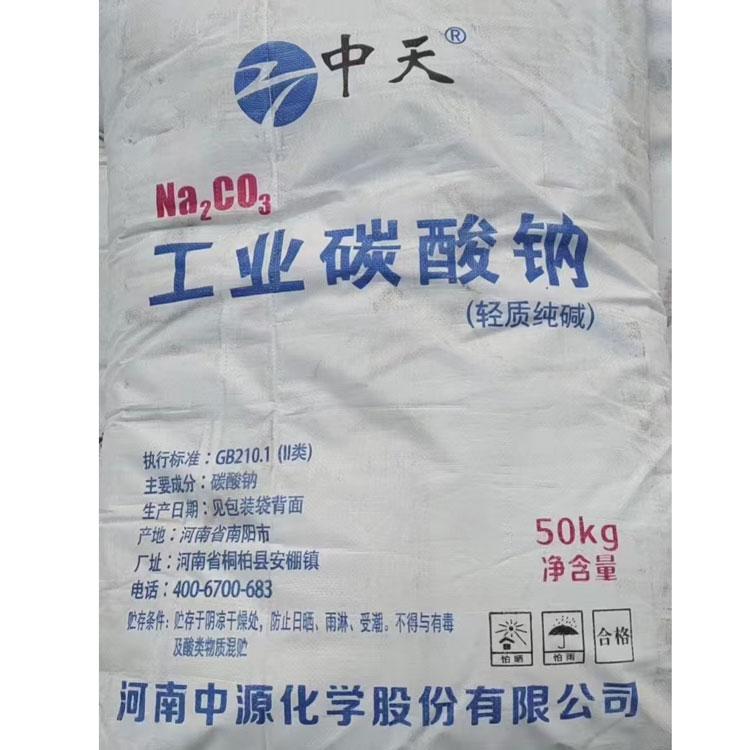 中天®
Na₂CO₃
工业碳酸钠
(轻质纯碱)
执行标准：GB210.1 (II类)
主要成分：碳酸钠
生产日期：见包装袋背面
产地：河南省南阳市
厂址：河南省桐柏县安棚镇
电话：400-6700-683
贮存条件：贮存于阴凉干燥处，防止日晒、雨淋、受潮。不得与有毒
及酸类物质混贮
50kg
净含量
怕晒
怕雨
合格
河南中源化学股份有限公司